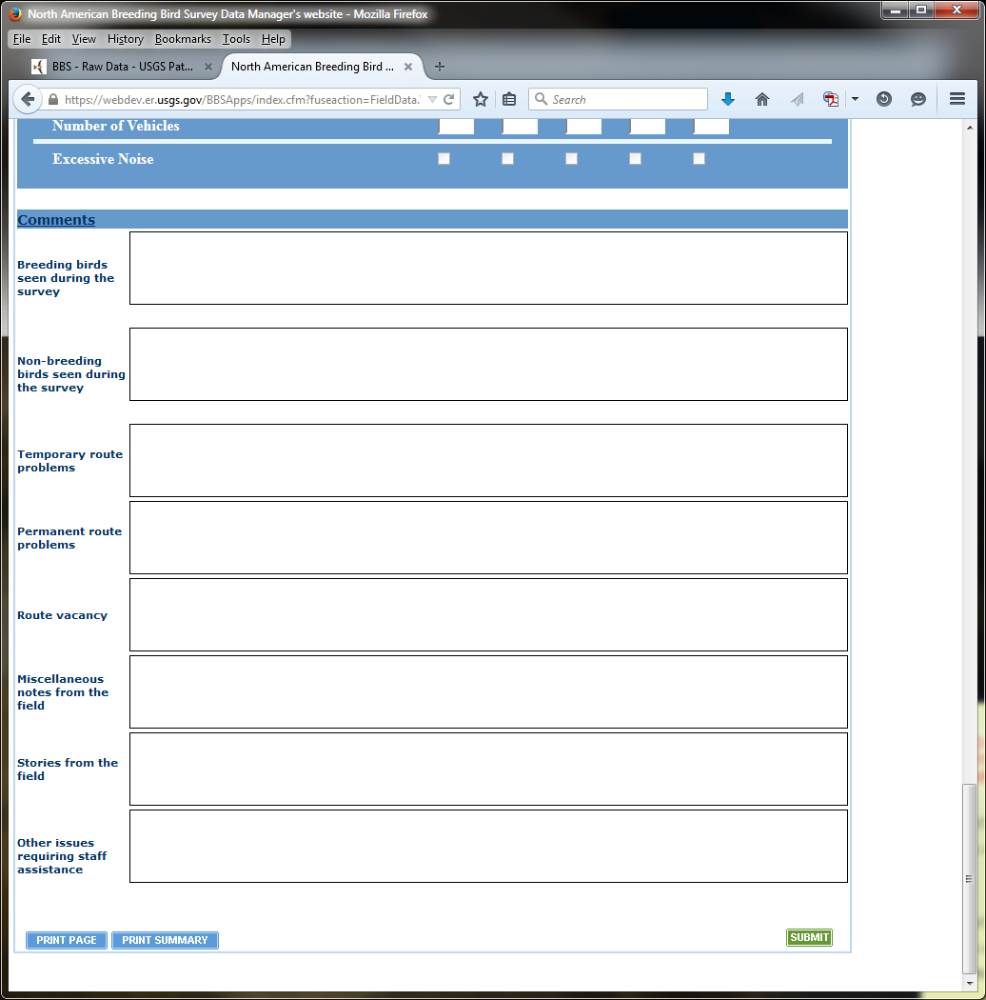 North American Breeding Bird Survey Data Manager's website - Mozilla Firefox
File Edit View History Bookmarks Tools Help
BBS - Raw Data - USGS Pat...
North American Breeding Bird ...
https://webdev.er.usgs.gov/BBSApps/index.cfm?fuseaction=FieldData.
Search
Number of Vehicles
Excessive Noise
Comments
Breeding birds
seen during the
survey
Non-breeding
birds seen during
the survey
Temporary route
problems
Permanent route
problems
Route vacancy
Miscellaneous
notes from the
field
Stories from the
field
Other issues
requiring staff
assistance
PRINT PAGE PRINT SUMMARY SUBMIT